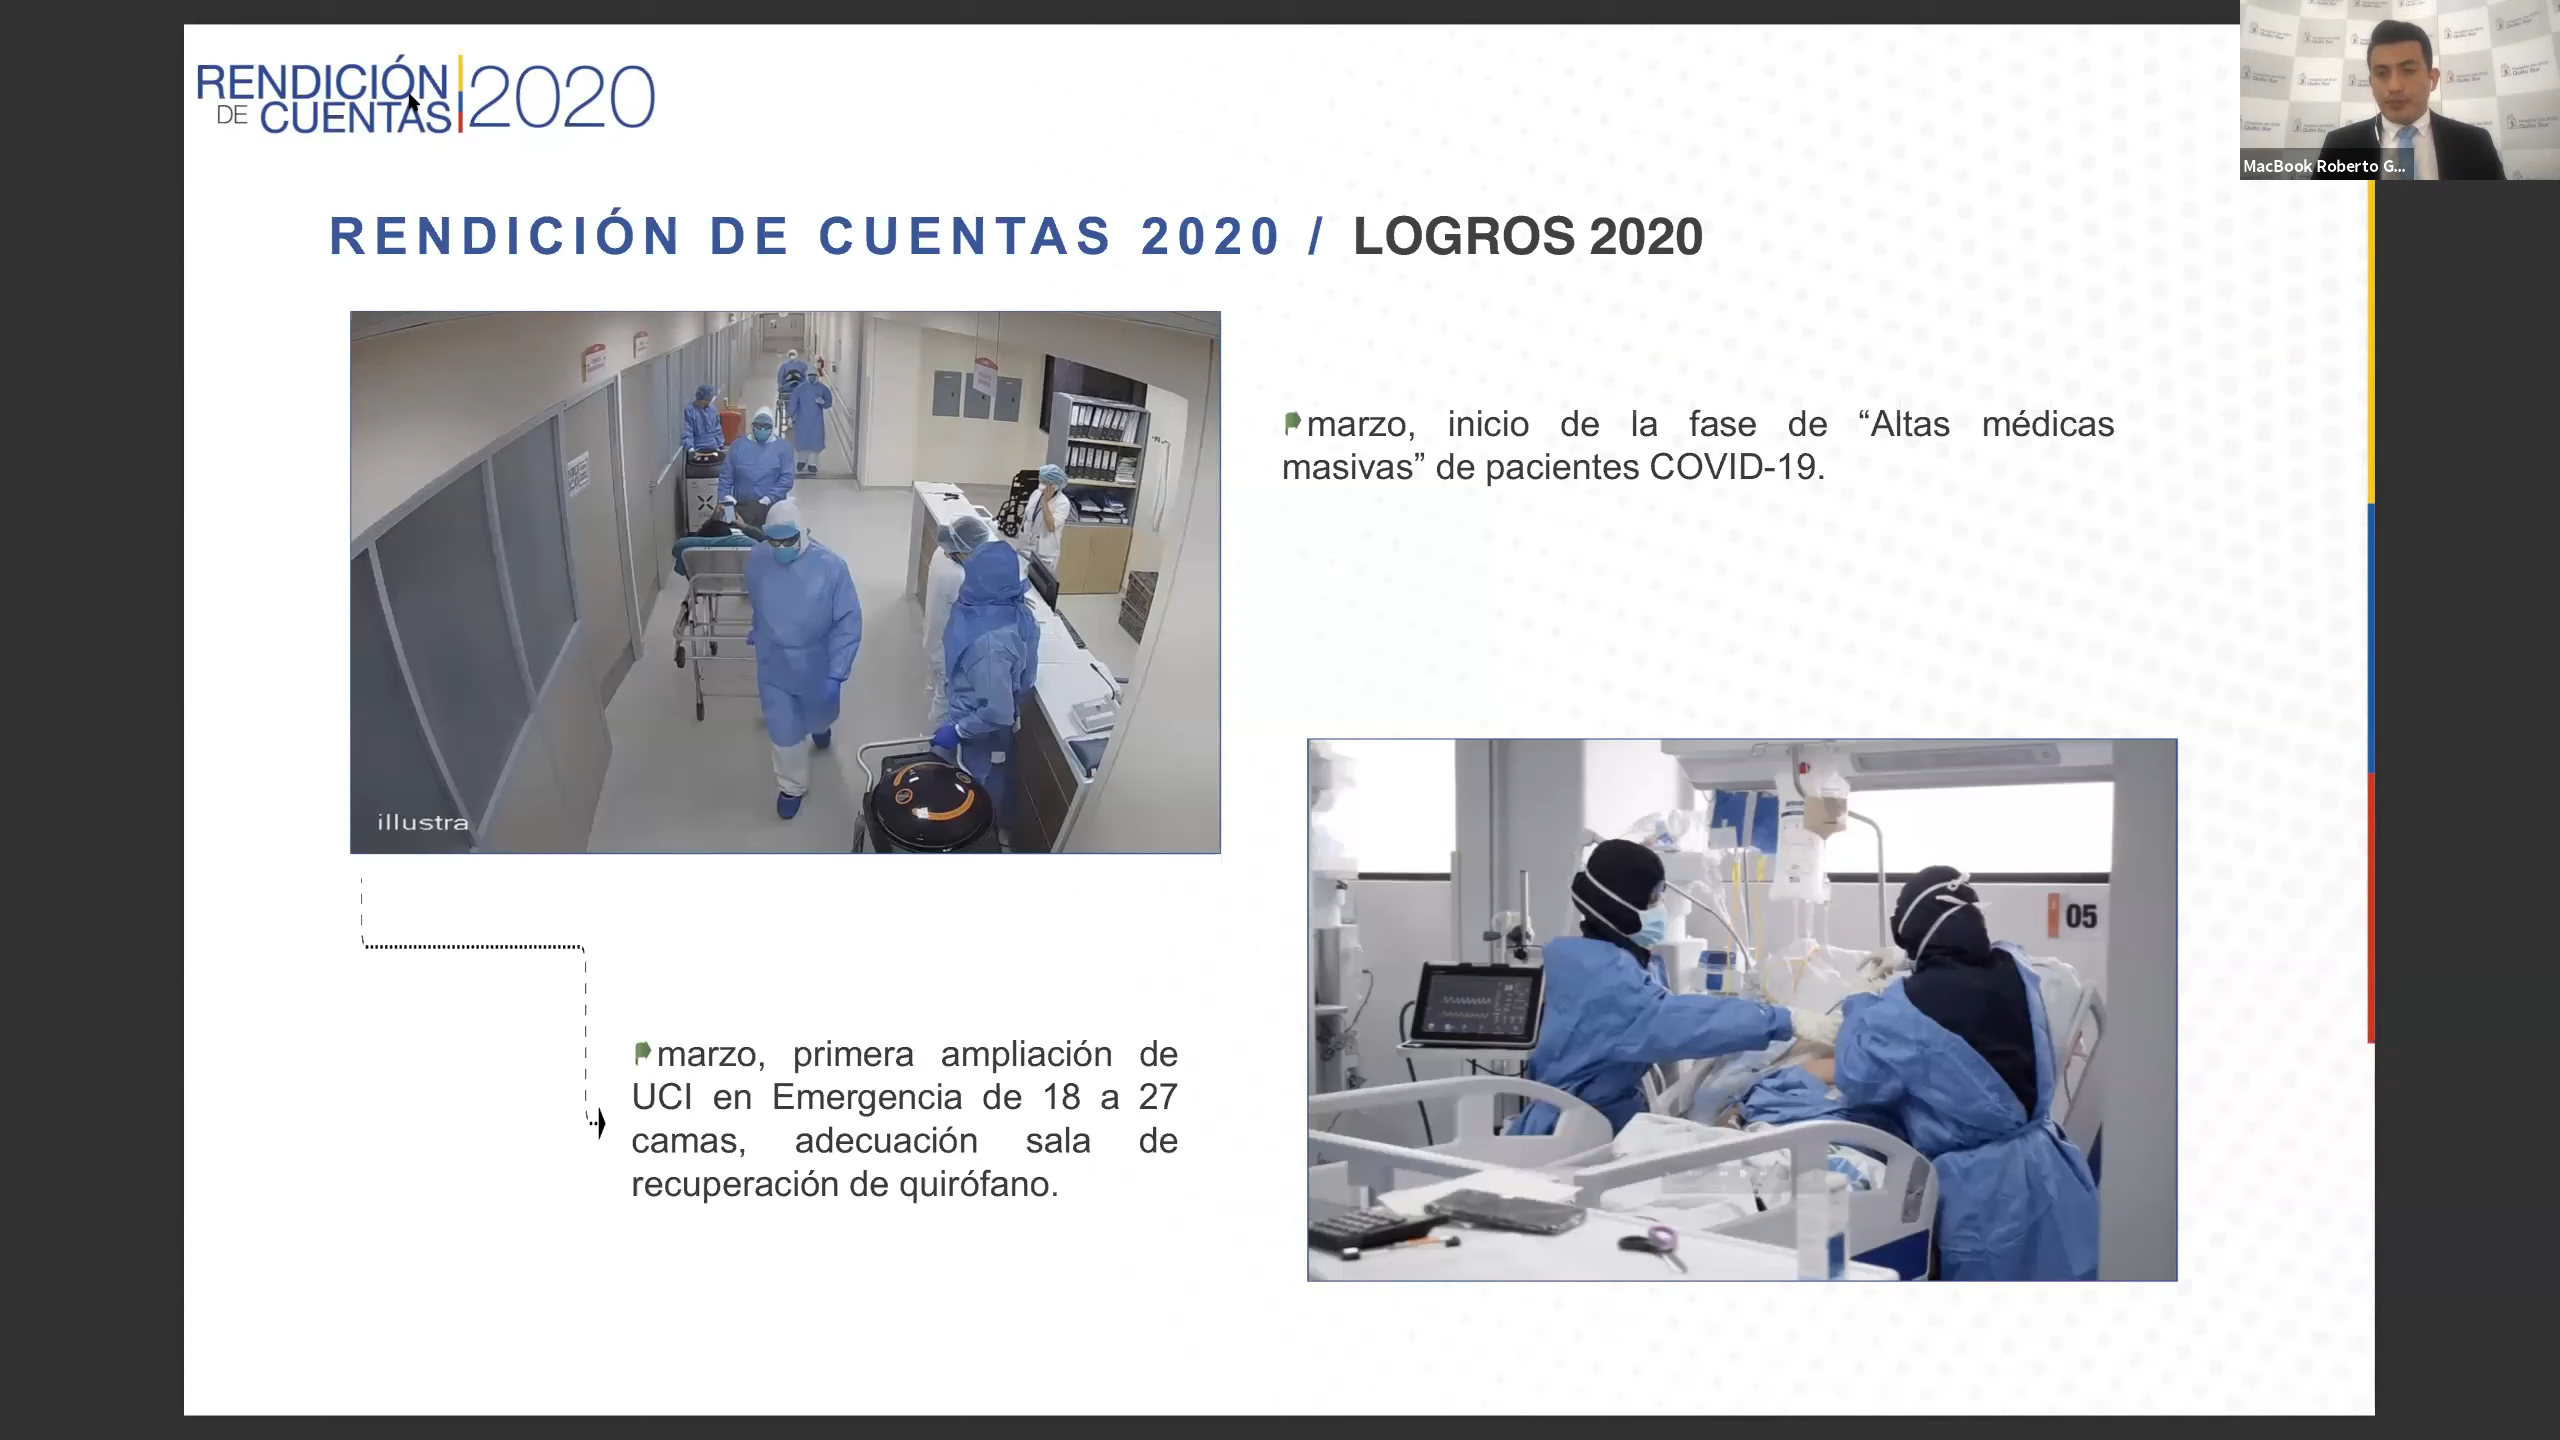 RENDICIÓN
DE CUENTAS
2020
MacBook Roberto G...
RENDICIÓN DE CUENTAS 2020 / LOGROS 2020
marzo, inicio de la fase de “Altas médicas
masivas” de pacientes COVID-19.
illustra
05
marzo, primera ampliación de
UCI en Emergencia de 18 a 27
camas, adecuación sala de
recuperación de quirófano.
Quito Sur